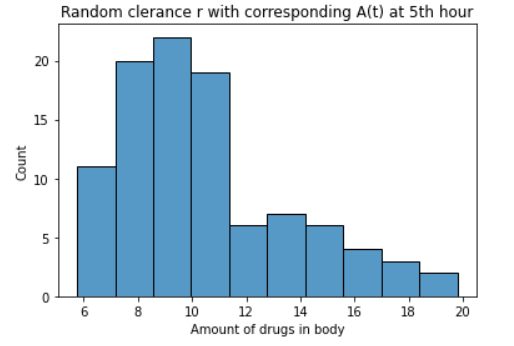 Random clerance r with corresponding A(t) at 5th hour
20
15
10
5
0
Count
6 8 10 12 14 16 18 20
Amount of drugs in body